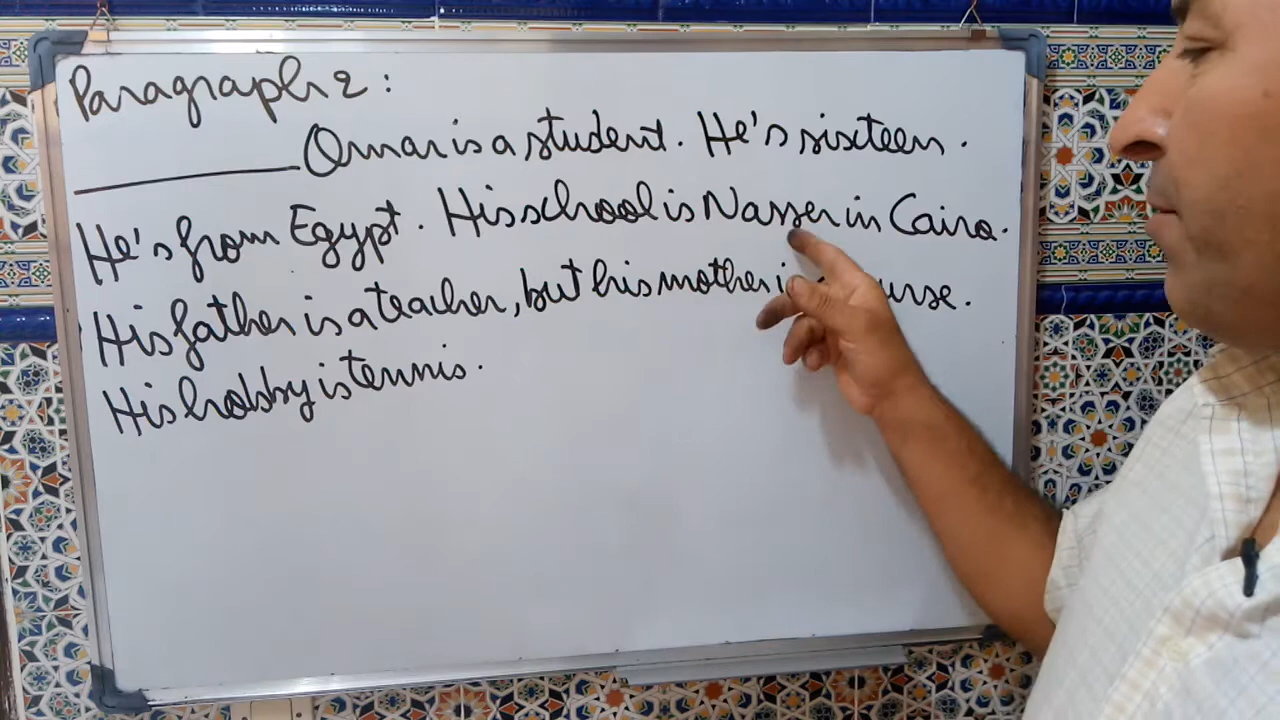 Paragraph 2 :
Omar is a student. He's sixteen.
He's from Egypt. His school is Nasser in Cairo.
His father is a teacher, but his mother is urse.
His hobby is tennis.